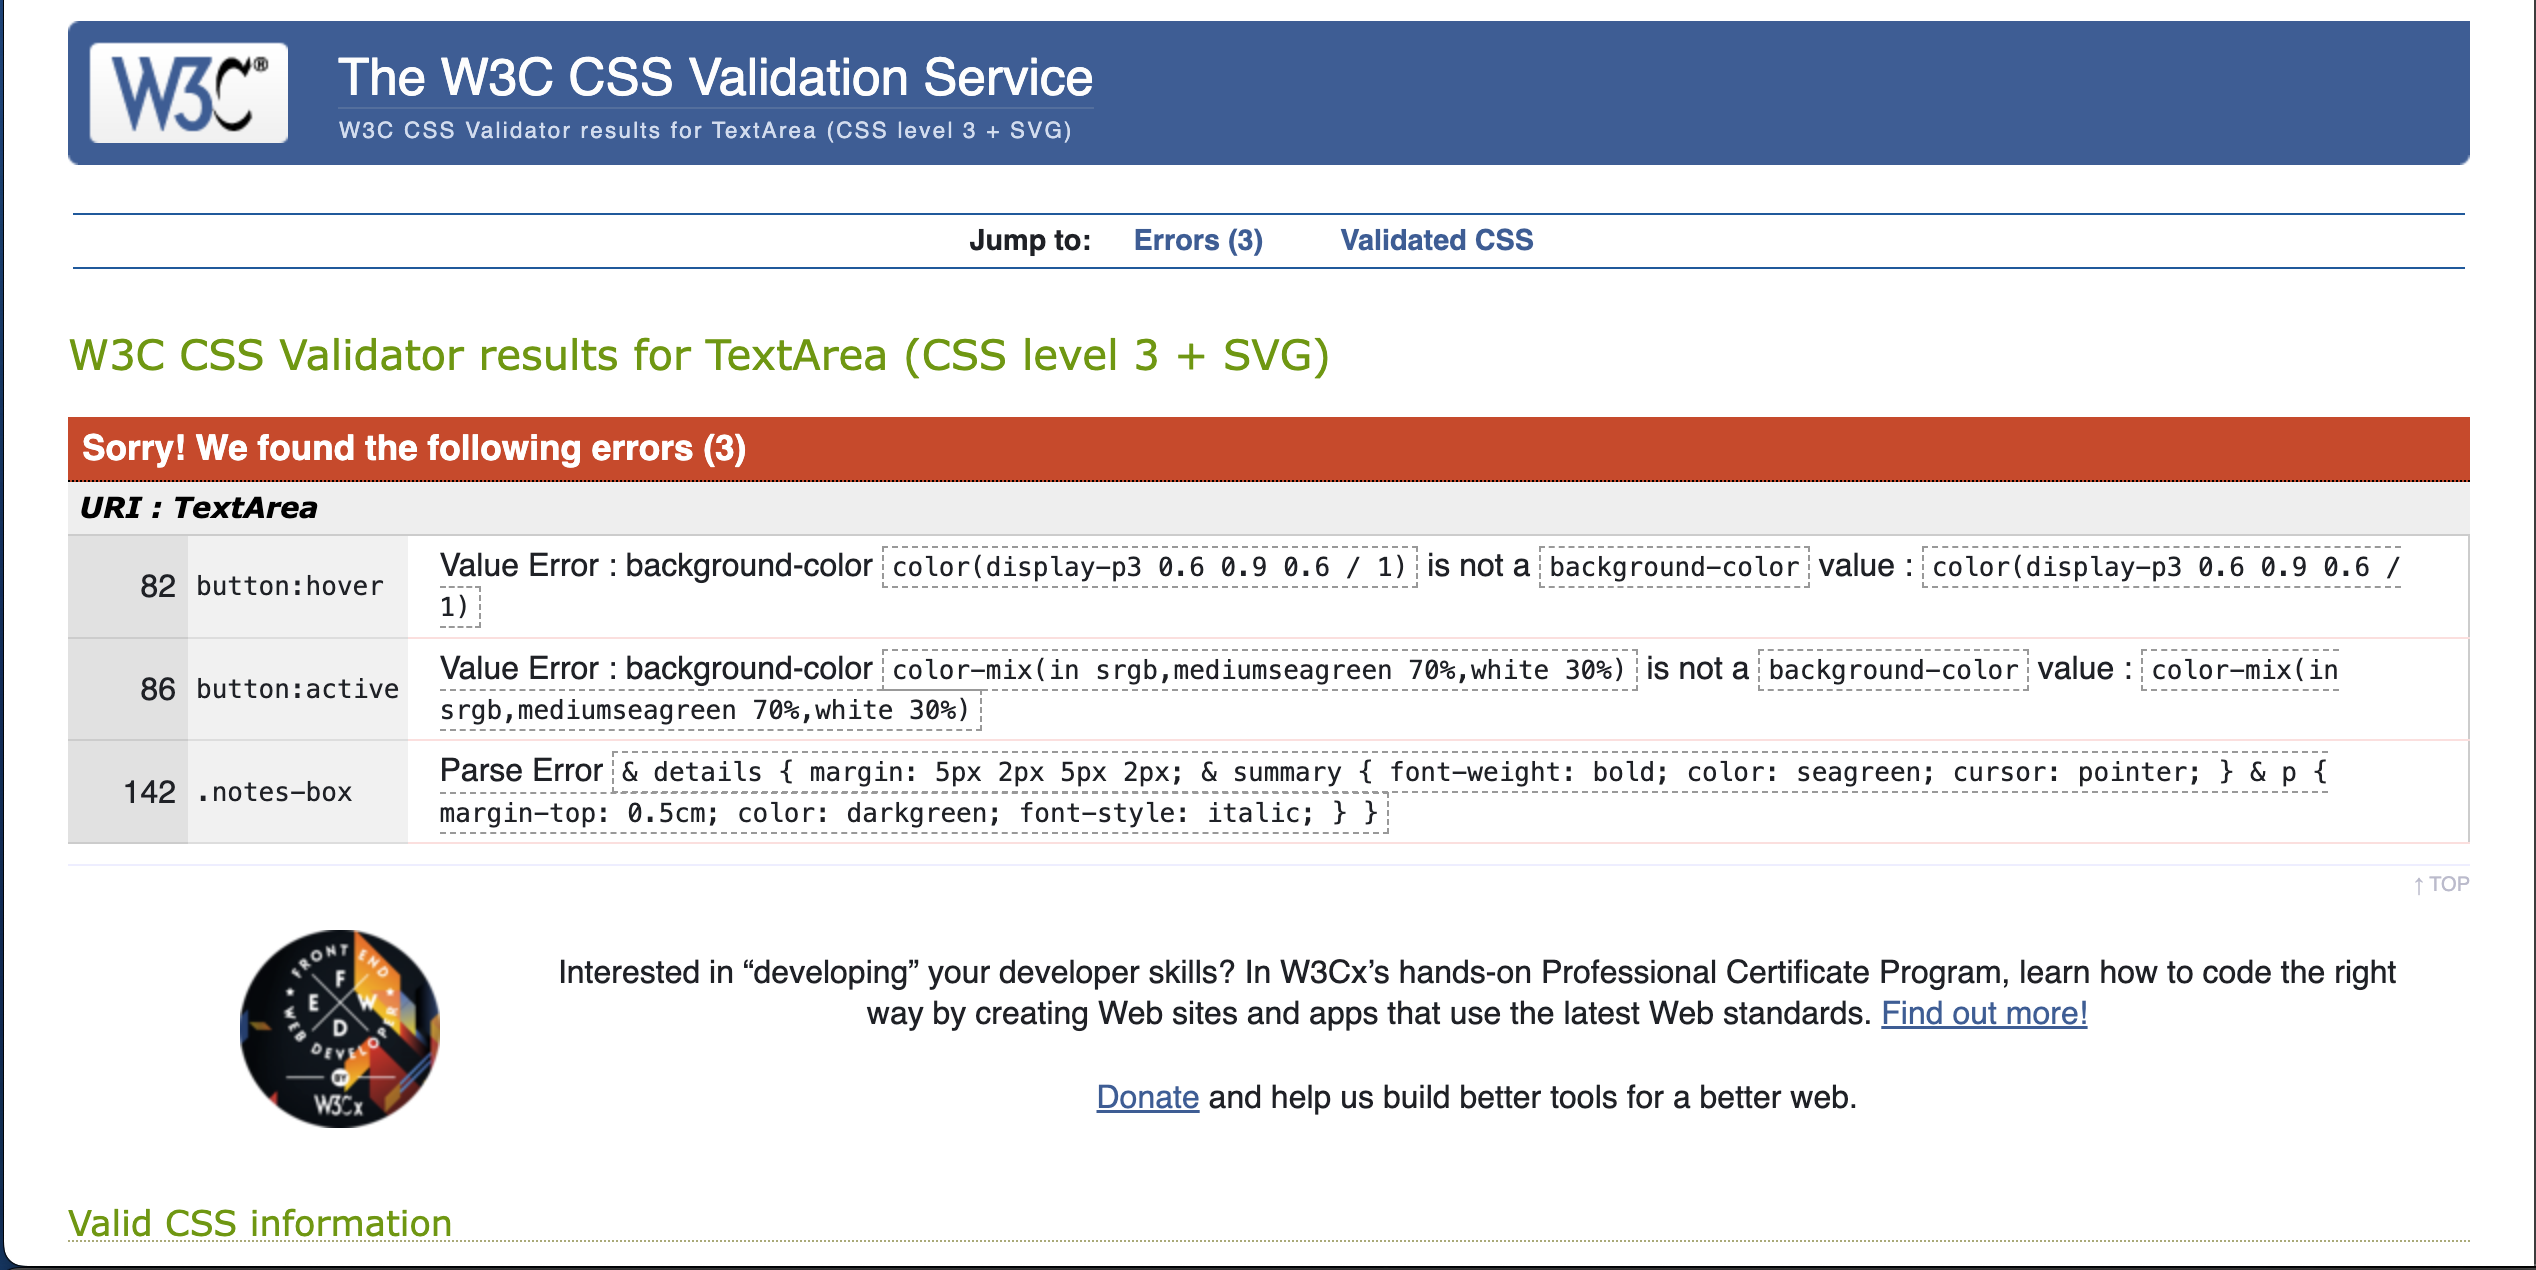 W3C®
The W3C CSS Validation Service
W3C CSS Validator results for TextArea (CSS level 3 + SVG)
Jump to: Errors (3) Validated CSS
W3C CSS Validator results for TextArea (CSS level 3 + SVG)
Sorry! We found the following errors (3)
URI : TextArea
82 button:hover Value Error : background-color color(display-p3 0.6 0.9 0.6 / 1) is not a background-color value : color(display-p3 0.6 0.9 0.6 /
1)
86 button:active Value Error : background-color color-mix(in srgb,mediumseagreen 70%,white 30%) is not a background-color value : color-mix(in
srgb,mediumseagreen 70%,white 30%)
142 .notes-box Parse Error & details { margin: 5px 2px 5px 2px; & summary { font-weight: bold; color: seagreen; cursor: pointer; } & p {
margin-top: 0.5cm; color: darkgreen; font-style: italic; } }
↑ TOP
FRONT END
F
E W
D
WEB DEVELOPER
BY
W3Cx
Interested in “developing” your developer skills? In W3Cx’s hands-on Professional Certificate Program, learn how to code the right
way by creating Web sites and apps that use the latest Web standards. Find out more!
Donate and help us build better tools for a better web.
Valid CSS information